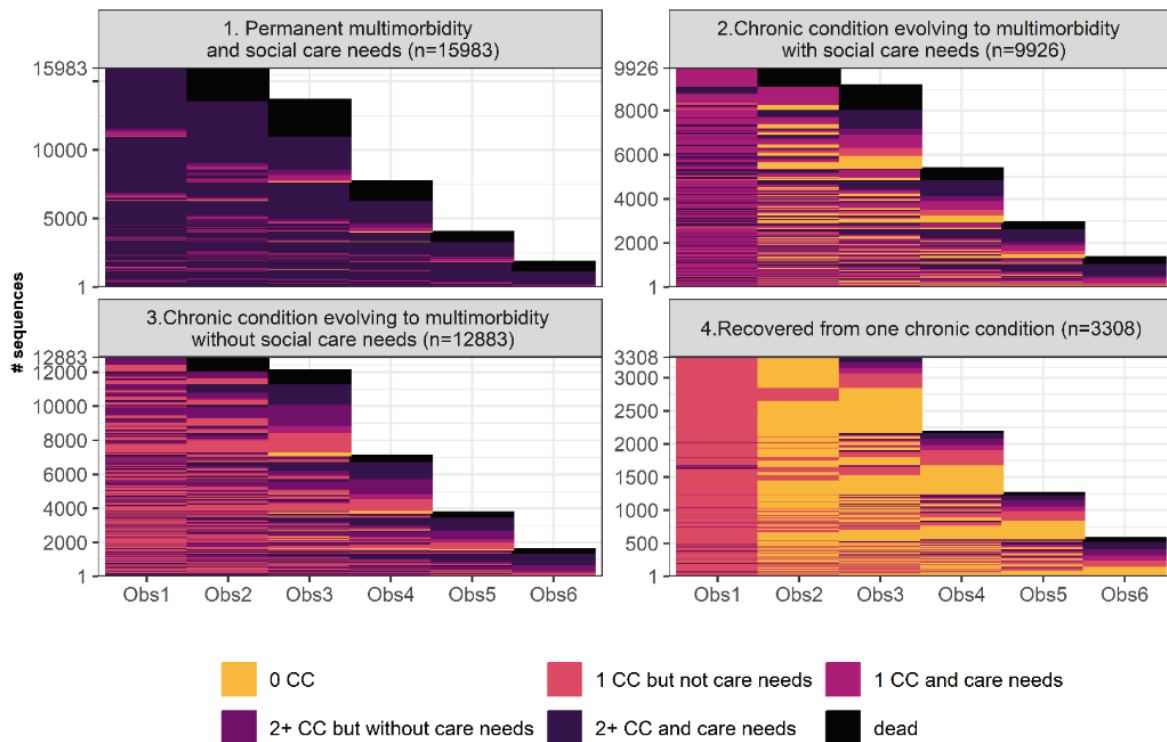 1. Permanent multimorbidity
and social care needs (n=15983)
2.Chronic condition evolving to multimorbidity
with social care needs (n=9926)
15983
10000
5000
1
9926
8000
6000
4000
2000
1
3.Chronic condition evolving to multimorbidity
without social care needs (n=12883)
4.Recovered from one chronic condition (n=3308)
# sequences
12883
12000
10000
8000
6000
4000
2000
1
3308
3000
2500
2000
1500
1000
500
1
Obs1 Obs2 Obs3 Obs4 Obs5 Obs6
Obs1 Obs2 Obs3 Obs4 Obs5 Obs6
0 CC
1 CC but not care needs
1 CC and care needs
2+ CC but without care needs
2+ CC and care needs
dead